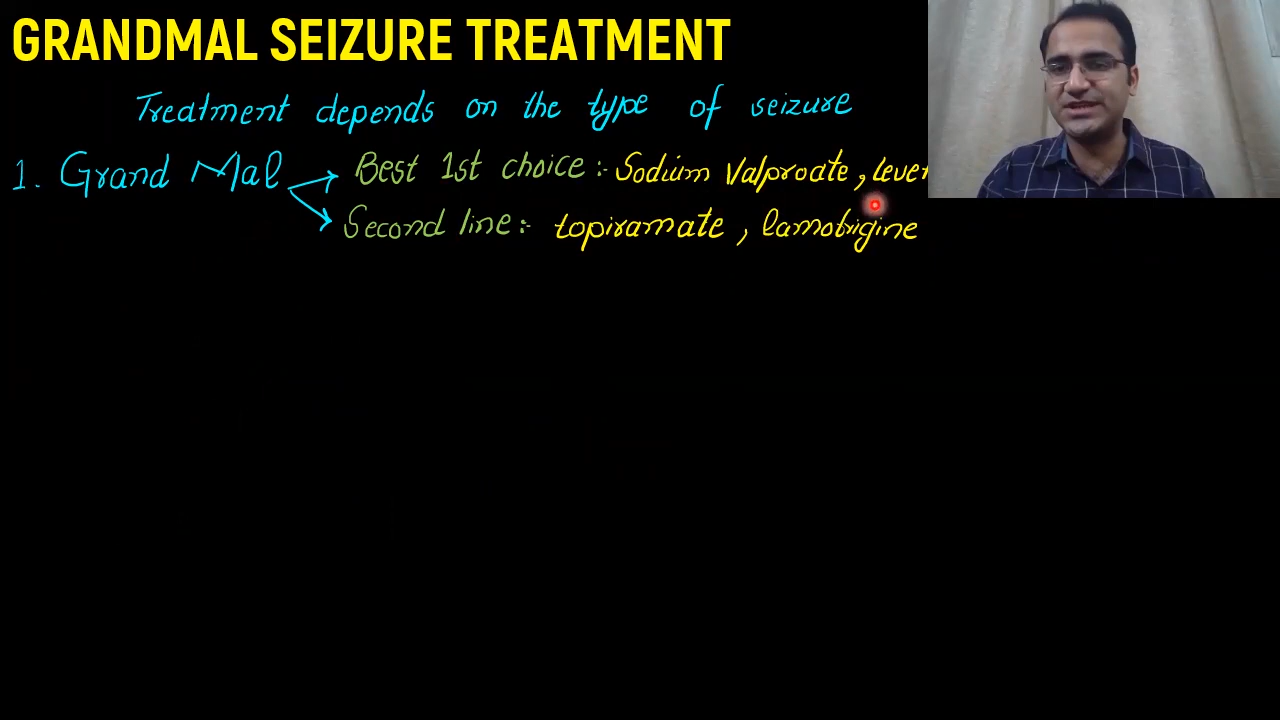 GRANDMAL SEIZURE TREATMENT
Treatment depends on the type of seizure
1. Grand Mal → Best 1st choice :- Sodium Valproate , lever
Second line :- topiramate , lamotrigine